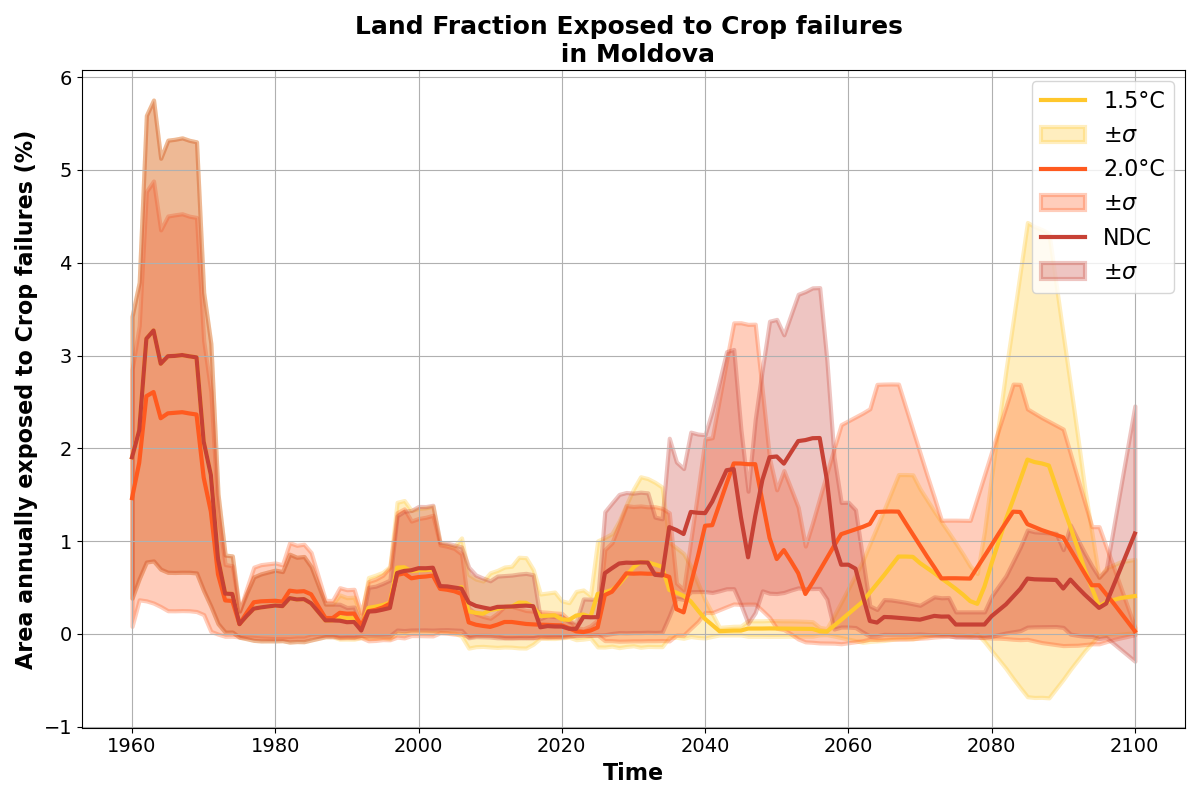 Land Fraction Exposed to Crop failures
in Moldova
Area annually exposed to Crop failures (%)
6
5
4
3
2
1
0
−1
1.5°C
±σ
2.0°C
±σ
NDC
±σ
1960
1980
2000
2020
2040
2060
2080
2100
Time